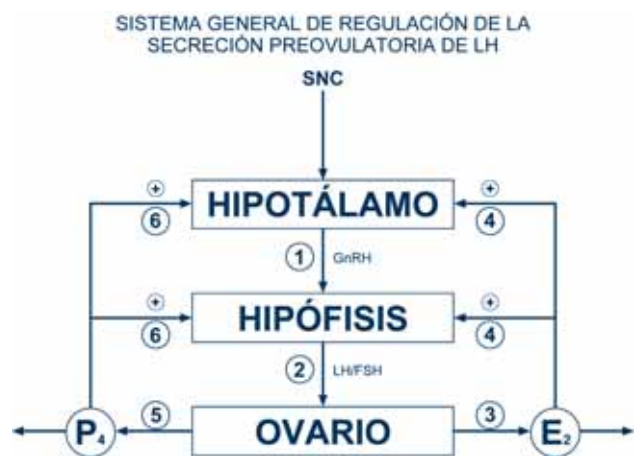 SISTEMA GENERAL DE REGULACIÓN DE LA
SECRECIÓN PREOVULATORIA DE LH
SNC
+ HIPOTÁLAMO +
6 4
1 GnRH
+ HIPÓFISIS +
6 4
2 LH/FSH
P4 5 OVARIO 3 E2